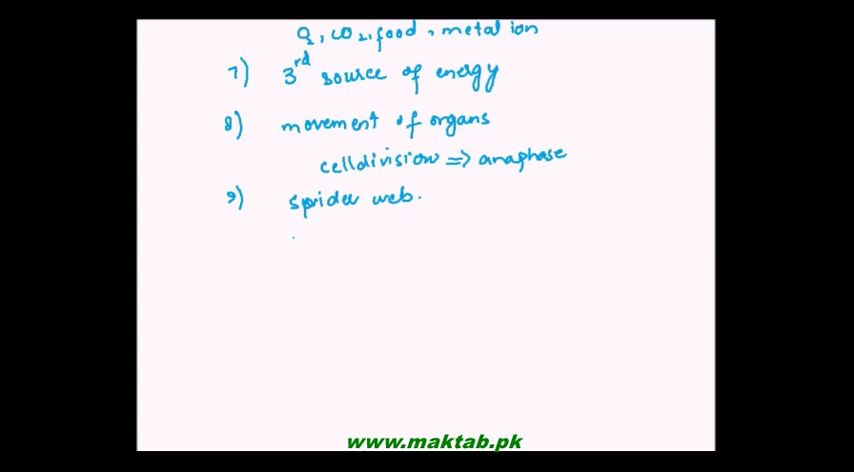 O2, CO2, food, metal ion
7) 3rd source of energy
8) movement of organs
cell division => anaphase
9) spider web.
www.maktab.pk